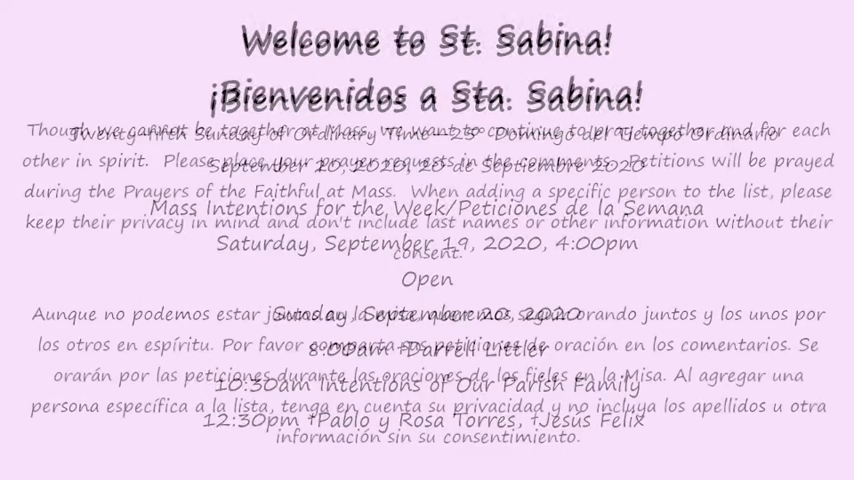 Welcome to St. Sabina!
¡Bienvenidos a Sta. Sabina!
Though we cannot be together at Mass, we want to continue to pray together and for each
Twenty-fifth Sunday of Ordinary Time—25° Domingo del Tiempo Ordinario
other in spirit. Please place your prayer requests in the comments. Petitions will be prayed
September 20, 2020, 20 de Septiembre 2020
during the Prayers of the Faithful at Mass. When adding a specific person to the list, please
Mass Intentions for the Week/Peticiones de la Semana
keep their privacy in mind and don't include last names or other information without their
Saturday, September 19, 2020, 4:00pm
consent.
Open
Aunque no podemos estar juntos en la misa, queremos seguir orando juntos y los unos por
Sunday, September 20, 2020
los otros en espíritu. Por favor comparta sus peticiones de oración en los comentarios. Se
8:00am †Darrell Littler
orarán por las peticiones durante las oraciones de los fieles en la Misa. Al agregar una
10:30am Intentions of Our Parish Family
persona específica a la lista, tenga en cuenta su privacidad y no incluya los apellidos u otra
12:30pm †Pablo y Rosa Torres, †Jesus Felix
información sin su consentimiento.